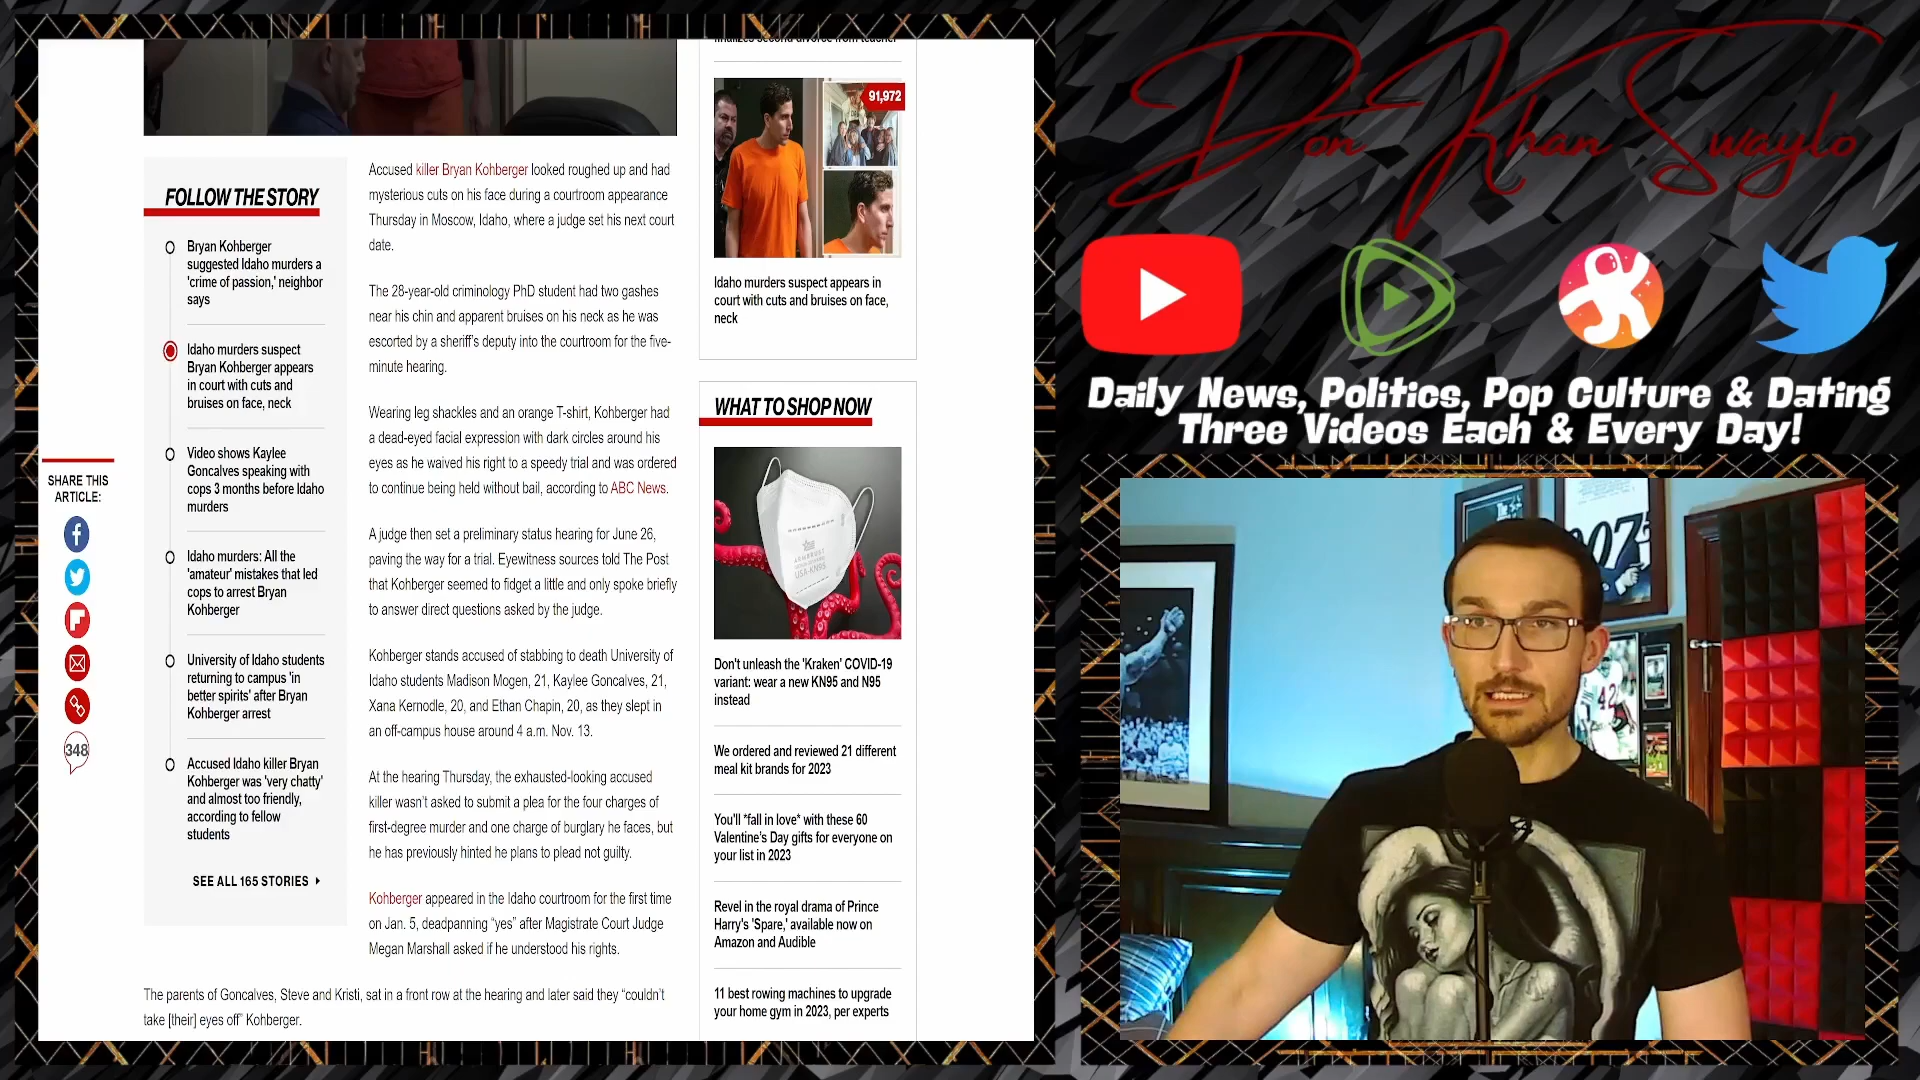 finalizes second divorce from teacher
91,972
Idaho murders suspect appears in
court with cuts and bruises on face,
neck
FOLLOW THE STORY
Bryan Kohberger
suggested Idaho murders a
'crime of passion,' neighbor
says
Idaho murders suspect
Bryan Kohberger appears
in court with cuts and
bruises on face, neck
Video shows Kaylee
Goncalves speaking with
cops 3 months before Idaho
murders
Idaho murders: All the
'amateur' mistakes that led
cops to arrest Bryan
Kohberger
University of Idaho students
returning to campus 'in
better spirits' after Bryan
Kohberger arrest
Accused Idaho killer Bryan
Kohberger was 'very chatty'
and almost too friendly,
according to fellow
students
SEE ALL 165 STORIES
SHARE THIS
ARTICLE:
348
Accused killer Bryan Kohberger looked roughed up and had
mysterious cuts on his face during a courtroom appearance
Thursday in Moscow, Idaho, where a judge set his next court
date.
The 28-year-old criminology PhD student had two gashes
near his chin and apparent bruises on his neck as he was
escorted by a sheriff's deputy into the courtroom for the five-
minute hearing.
Wearing leg shackles and an orange T-shirt, Kohberger had
a dead-eyed facial expression with dark circles around his
eyes as he waived his right to a speedy trial and was ordered
to continue being held without bail, according to ABC News.
A judge then set a preliminary status hearing for June 26,
paving the way for a trial. Eyewitness sources told The Post
that Kohberger seemed to fidget a little and only spoke briefly
to answer direct questions asked by the judge.
Kohberger stands accused of stabbing to death University of
Idaho students Madison Mogen, 21, Kaylee Goncalves, 21,
Xana Kernodle, 20, and Ethan Chapin, 20, as they slept in
an off-campus house around 4 a.m. Nov. 13.
At the hearing Thursday, the exhausted-looking accused
killer wasn't asked to submit a plea for the four charges of
first-degree murder and one charge of burglary he faces, but
he has previously hinted he plans to plead not guilty.
Kohberger appeared in the Idaho courtroom for the first time
on Jan. 5, deadpanning “yes” after Magistrate Court Judge
Megan Marshall asked if he understood his rights.
The parents of Goncalves, Steve and Kristi, sat in a front row at the hearing and later said they “couldn't
take [their] eyes off” Kohberger.
WHAT TO SHOP NOW
USA-KN95
Don't unleash the 'Kraken' COVID-19
variant: wear a new KN95 and N95
instead
We ordered and reviewed 21 different
meal kit brands for 2023
You'll *fall in love* with these 60
Valentine's Day gifts for everyone on
your list in 2023
Revel in the royal drama of Prince
Harry's 'Spare,' available now on
Amazon and Audible
11 best rowing machines to upgrade
your home gym in 2023, per experts
Don Khan Swaylo
Daily News, Politics, Pop Culture & Dating
Three Videos Each & Every Day!
007
42